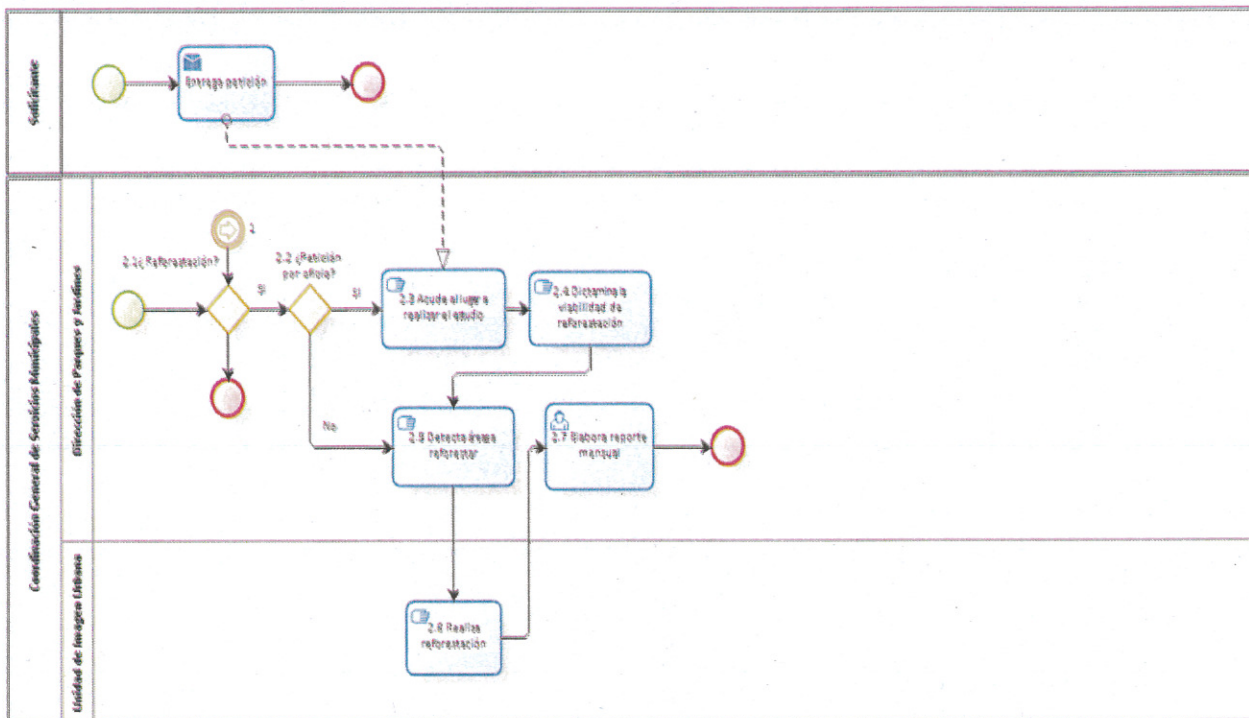 Solicitante
Entrega petición
Coordinación General de Servicios Municipales
Dirección de Parques y Jardines
2
2.1¿Reforestación?
2.2 ¿Petición
por oficio?
Si
Si
2.3 Acude al lugar a
realizar el estudio
2.4 Dictamina la
viabilidad de
reforestación
No
2.5 Detecta áreas a
reforestar
2.7 Elabora reporte
mensual
Unidad de Imagen Urbana
2.6 Realiza
reforestación